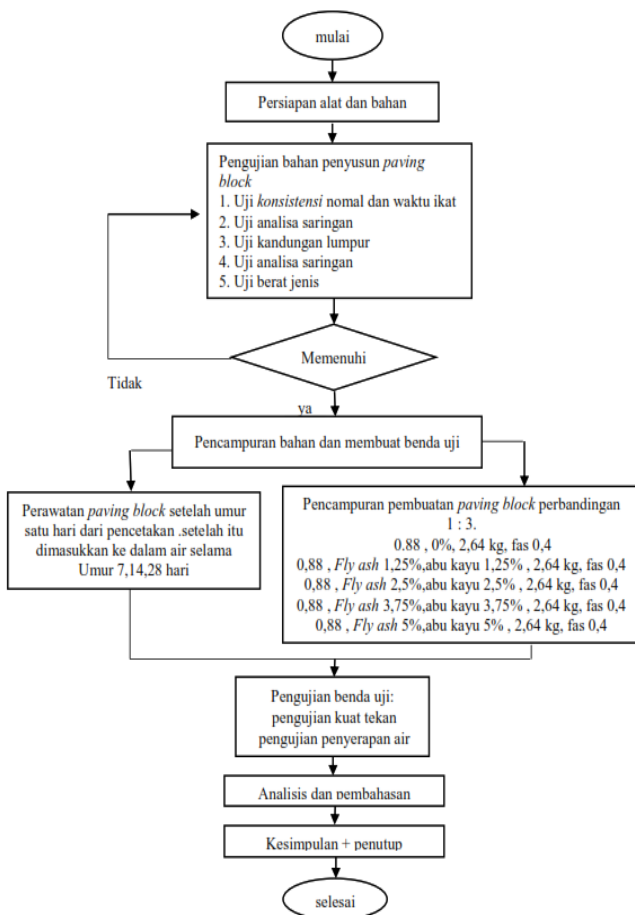 mulai
Persiapan alat dan bahan
Pengujian bahan penyusun paving
block
1. Uji konsistensi nomal dan waktu ikat
2. Uji analisa saringan
3. Uji kandungan lumpur
4. Uji analisa saringan
5. Uji berat jenis
Memenuhi
Tidak
ya
Pencampuran bahan dan membuat benda uji
Perawatan paving block setelah umur
satu hari dari pencetakan .setelah itu
dimasukkan ke dalam air selama
Umur 7,14,28 hari
Pencampuran pembuatan paving block perbandingan
1 : 3.
0.88 , 0%, 2,64 kg, fas 0,4
0,88 , Fly ash 1,25%,abu kayu 1,25% , 2,64 kg, fas 0,4
0,88 , Fly ash 2,5%,abu kayu 2,5% , 2,64 kg, fas 0,4
0,88 , Fly ash 3,75%,abu kayu 3,75% , 2,64 kg, fas 0,4
0,88 , Fly ash 5%,abu kayu 5% , 2,64 kg, fas 0,4
Pengujian benda uji:
pengujian kuat tekan
pengujian penyerapan air
Analisis dan pembahasan
Kesimpulan + penutup
selesai